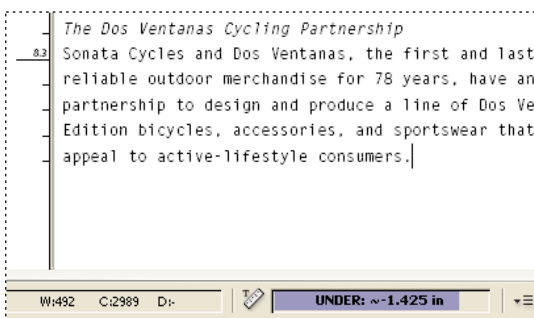 The Dos Ventanas Cycling Partnership
8.3 Sonata Cycles and Dos Ventanas, the first and last
reliable outdoor merchandise for 78 years, have an
partnership to design and produce a line of Dos Ve
Edition bicycles, accessories, and sportswear that
appeal to active-lifestyle consumers.
W:492 C:2989 D:- UNDER: ~-1.425 in